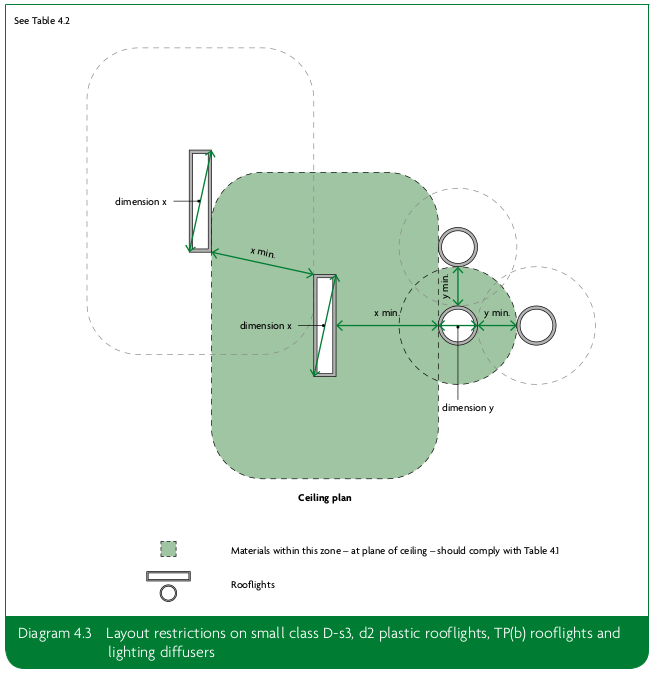 See Table 4.2
dimension x
x min.
dimension x
x min.
y min.
y min.
dimension y
Ceiling plan
Materials within this zone – at plane of ceiling – should comply with Table 4.1
Rooflights
Diagram 4.3 Layout restrictions on small class D-s3, d2 plastic rooflights, TP(b) rooflights and
lighting diffusers